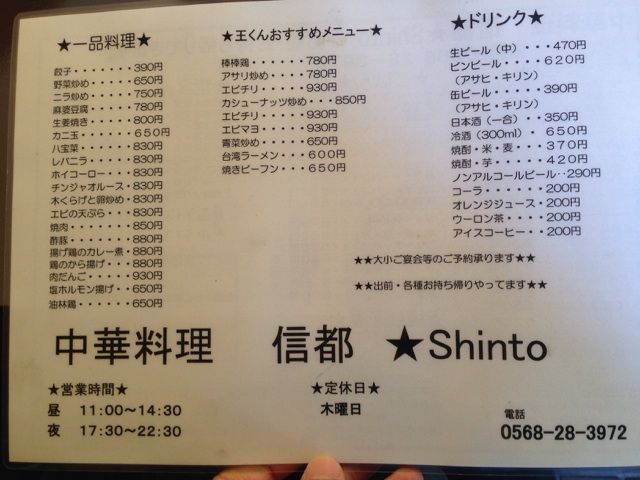 ★一品料理★
餃子・・・・・・・390円
野菜炒め・・・・・650円
ニラ炒め・・・・・750円
麻婆豆腐・・・・・780円
生姜焼き・・・・・800円
カニ玉・・・・・・650円
八宝菜・・・・・・830円
レバニラ・・・・・830円
ホイコーロー・・・830円
チンジャオルース・830円
木くらげと卵炒め・830円
エビの天ぷら・・・830円
焼肉・・・・・・・850円
酢豚・・・・・・・880円
揚げ鶏のカレー煮・880円
鶏のから揚げ・・・880円
肉だんご・・・・・930円
塩ホルモン揚げ・・650円
油林鶏・・・・・・650円
★王くんおすすめメニュー★
棒棒鶏・・・・・・780円
アサリ炒め・・・・780円
エビチリ・・・・・930円
カシューナッツ炒め・・・850円
エビチリ・・・・・930円
エビマヨ・・・・・930円
青菜炒め・・・・・650円
台湾ラーメン・・・600円
焼きビーフン・・・650円
★ドリンク★
生ビール（中）・・・470円
ビンビール・・・・620円
（アサヒ・キリン）
缶ビール・・・・・390円
（アサヒ・キリン）
日本酒（一合）・・350円
冷酒（300ml）・650円
焼酎・米・麦・・・370円
焼酎・芋・・・・・420円
ノンアルコールビール・・290円
コーラ・・・・・・200円
オレンジジュース・200円
ウーロン茶・・・・200円
アイスコーヒー・・200円
★★大小ご宴会等のご予約承ります★★
★★出前・各種お持ち帰りやってます★★
中華料理 信都 ★Shinto
★営業時間★
昼 11:00～14:30
夜 17:30～22:30
★定休日★
木曜日
電話
0568-28-3972